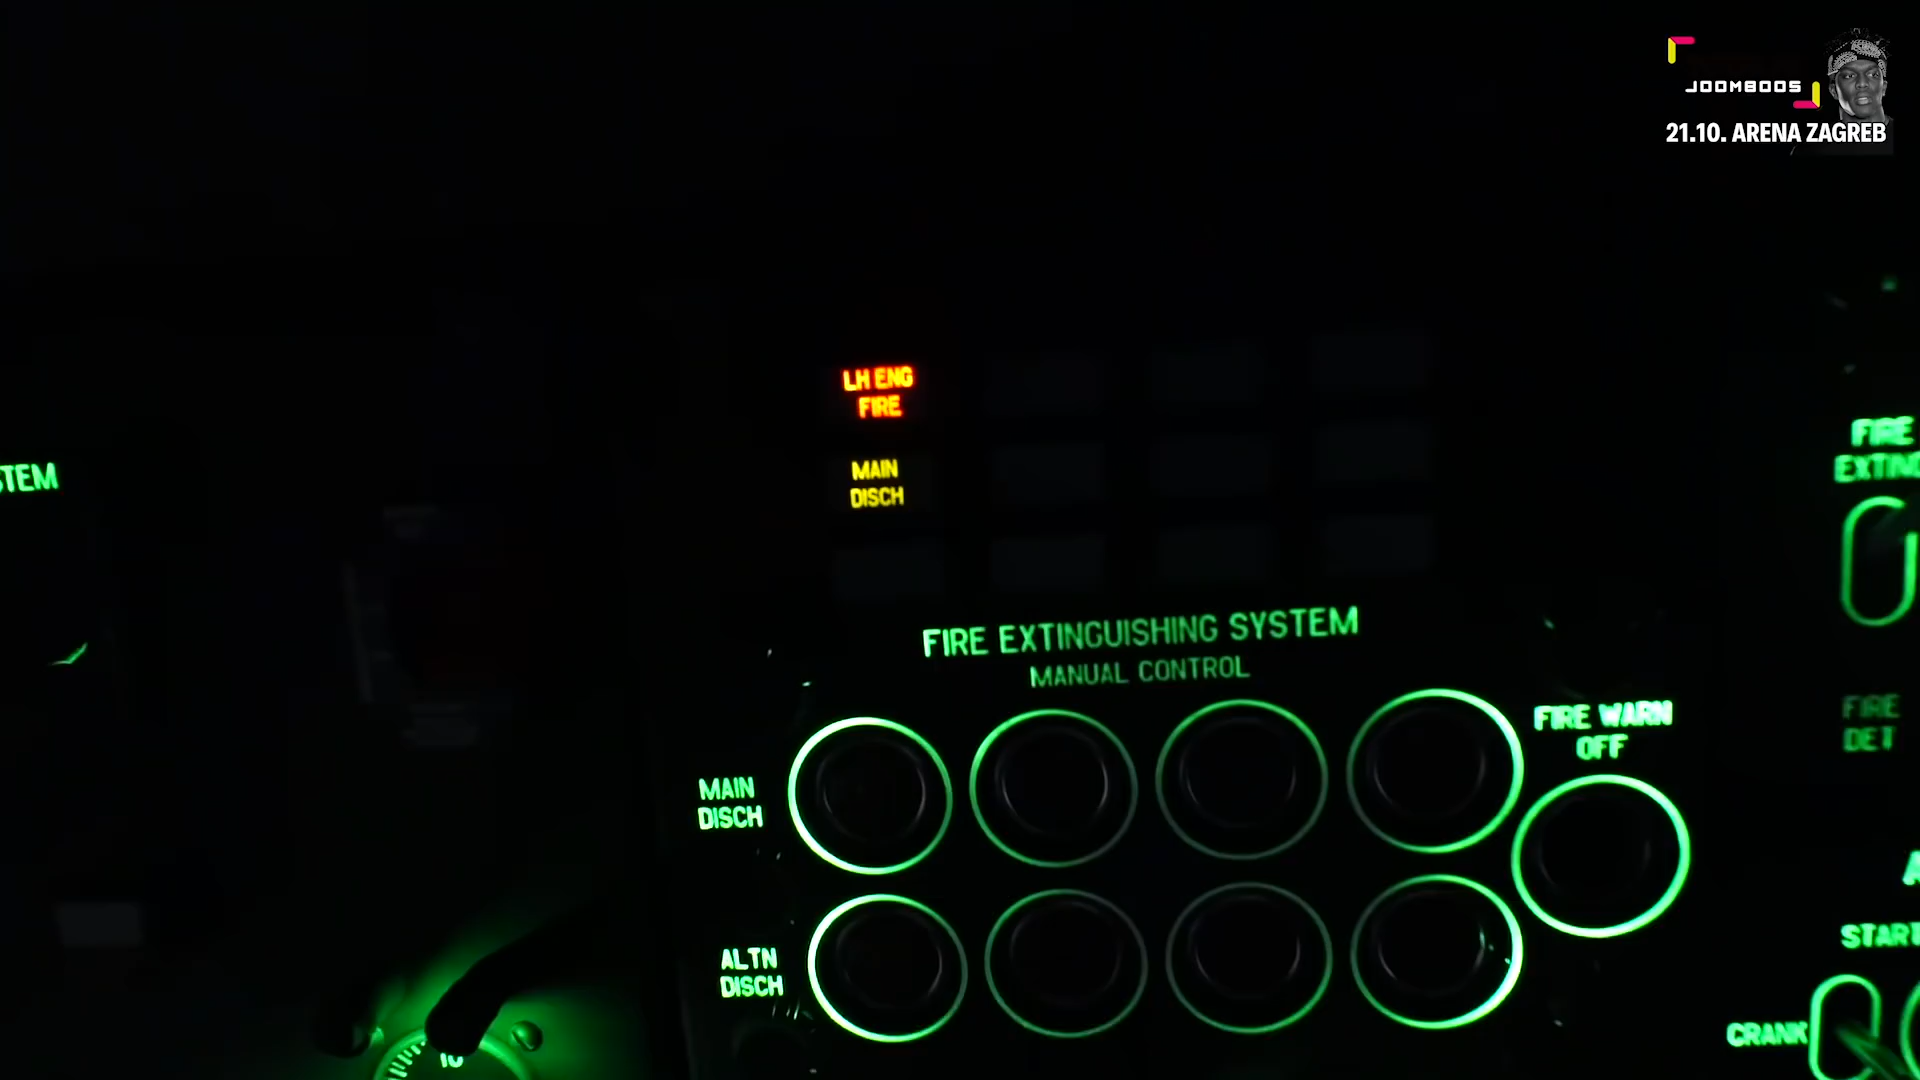 JOOMBOOS
21.10. ARENA ZAGREB
LH ENG
FIRE
MAIN
DISCH
STEM
FIRE EXTINGUISHING SYSTEM
MANUAL CONTROL
FIRE WARN
OFF
MAIN
DISCH
ALTN
DISCH
FIRE
EXTING
FIRE
DET
START
CRANK
10